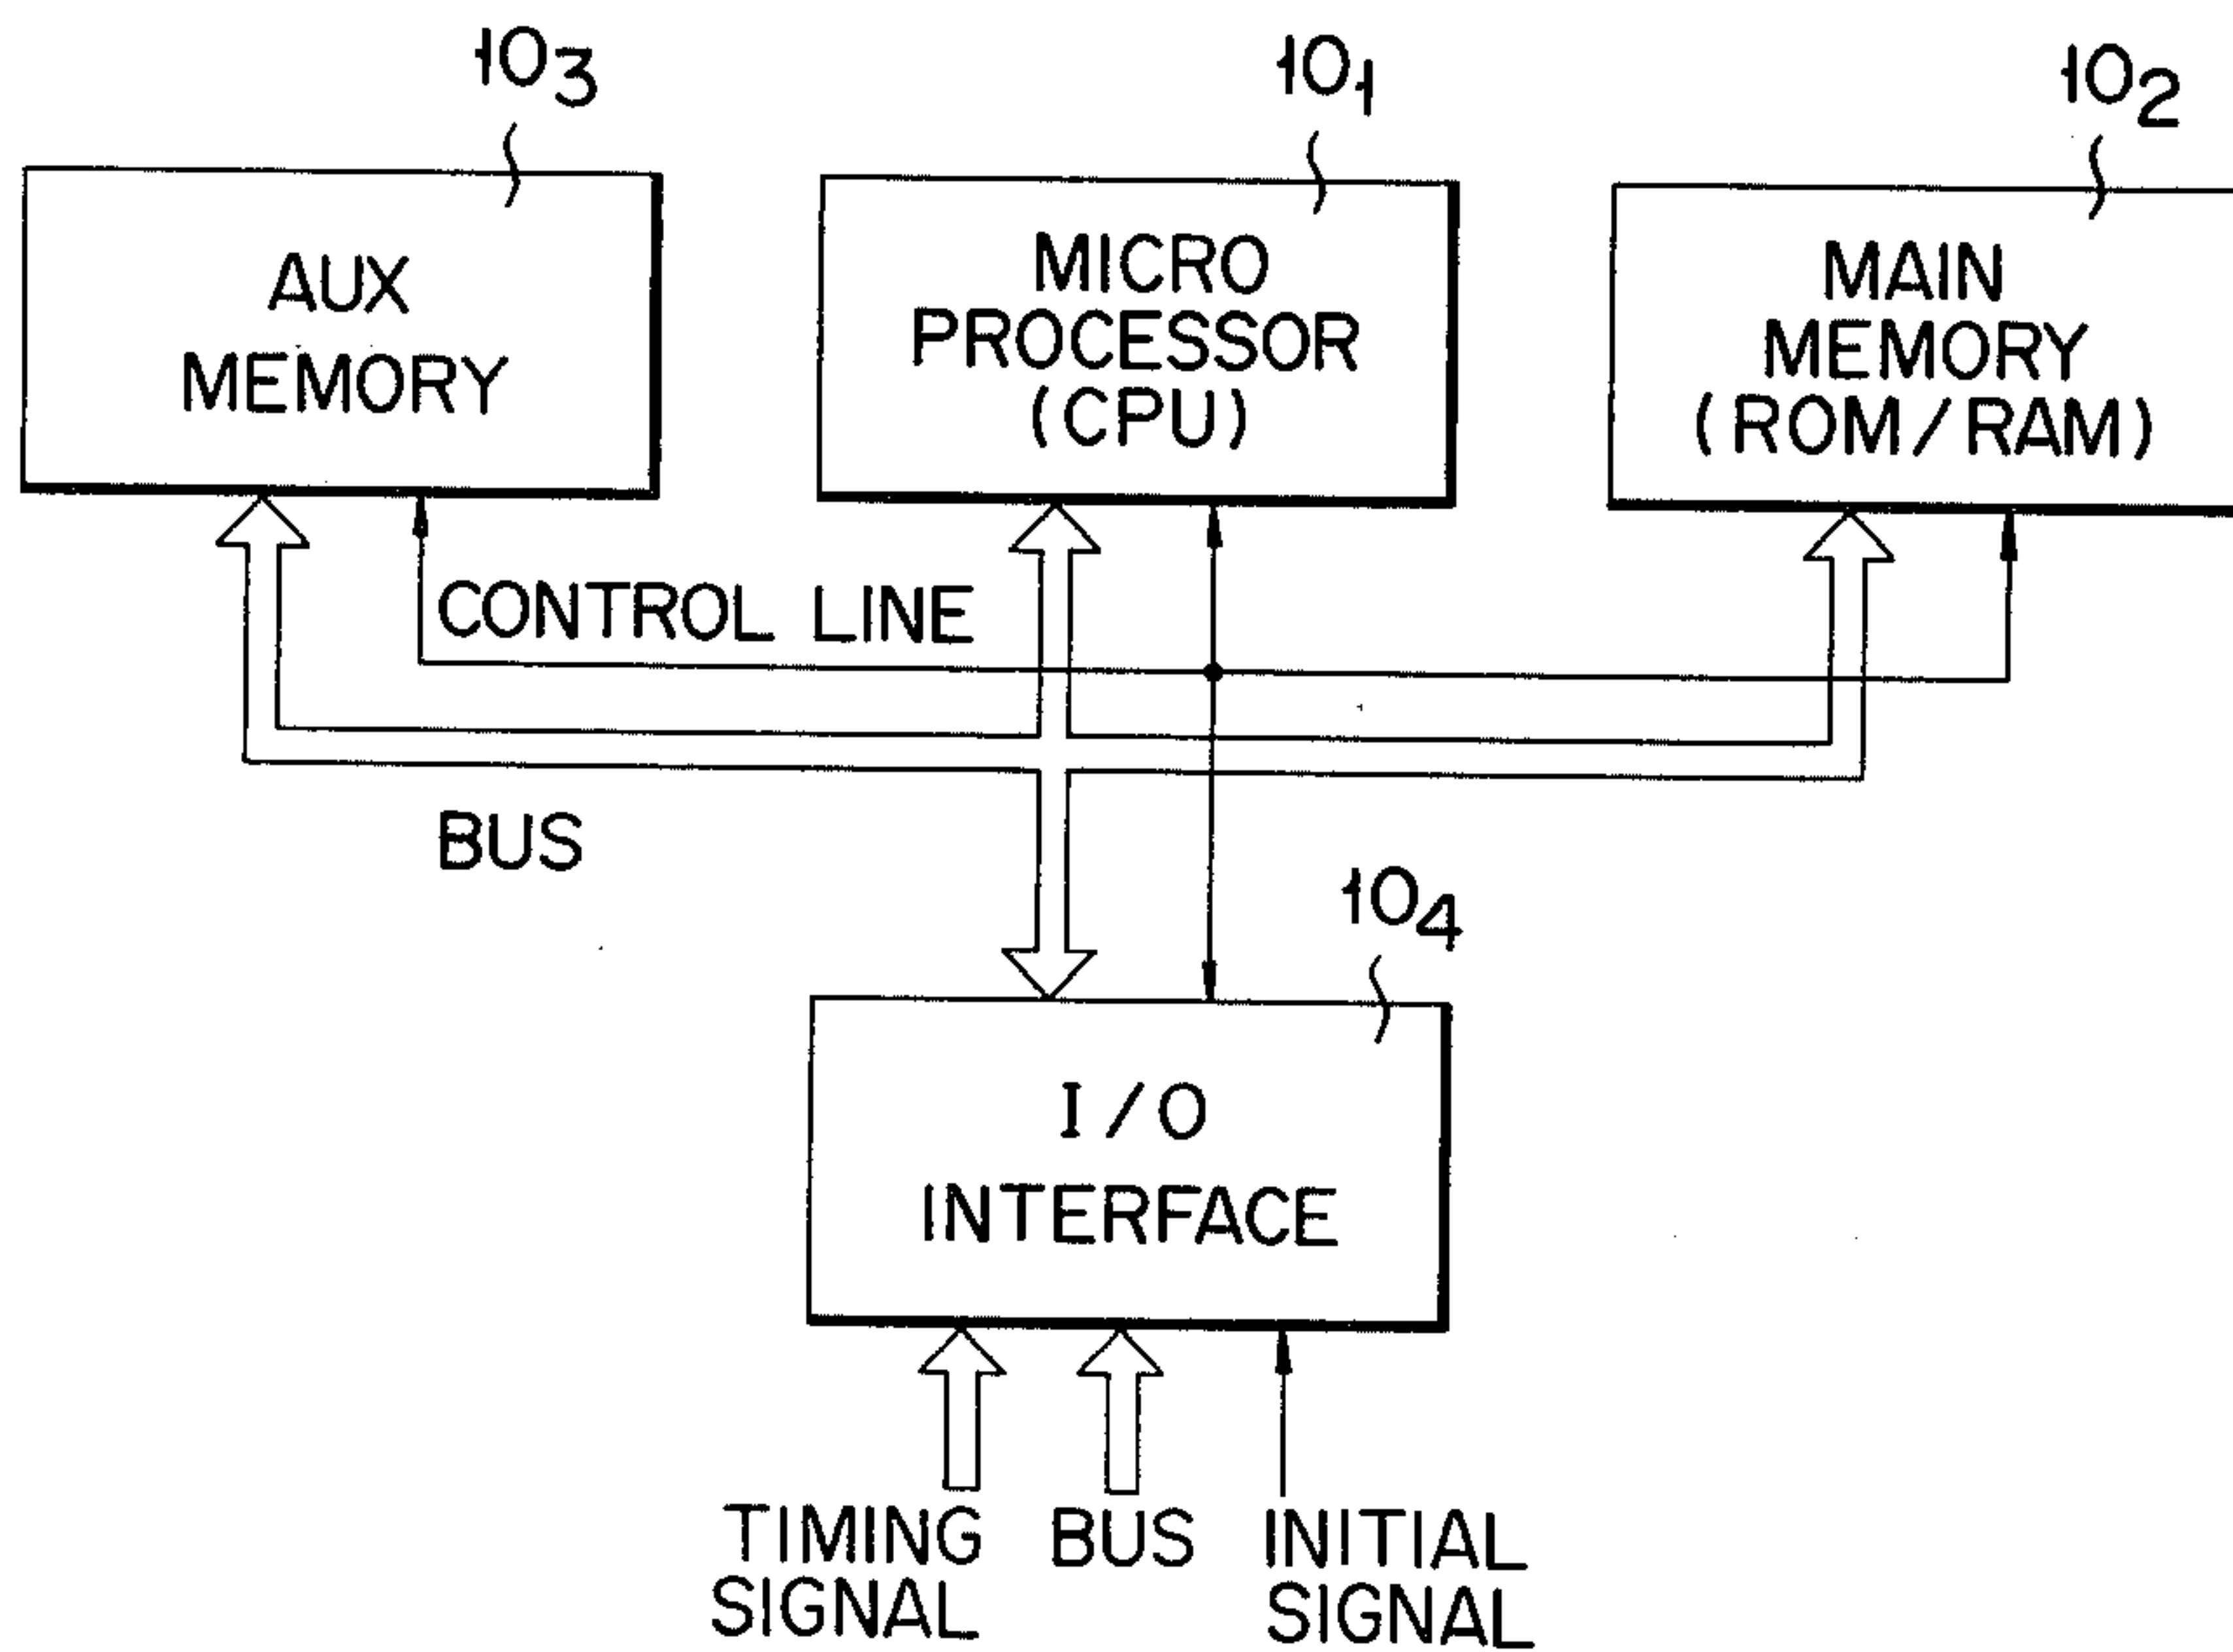 10₃
10₁
10₂
AUX
MEMORY
MICRO
PROCESSOR
(CPU)
MAIN
MEMORY
(ROM/RAM)
CONTROL LINE
BUS
10₄
I/O
INTERFACE
TIMING
SIGNAL
BUS
INITIAL
SIGNAL